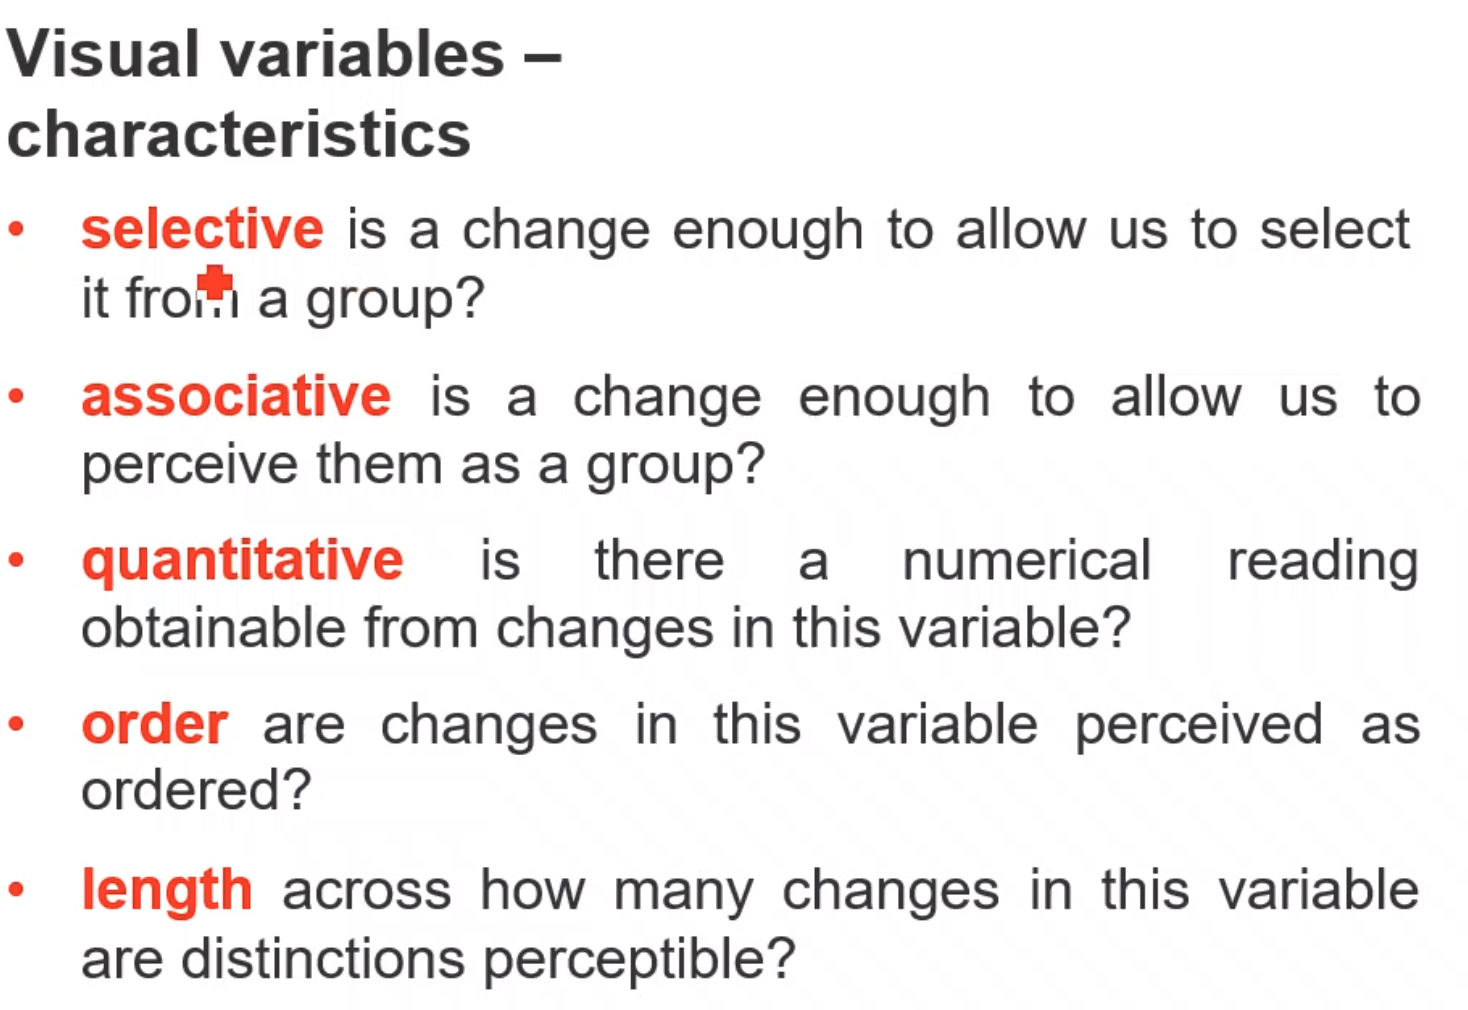 Visual variables –
characteristics
• selective is a change enough to allow us to select
it from a group?
• associative is a change enough to allow us to
perceive them as a group?
• quantitative is there a numerical reading
obtainable from changes in this variable?
• order are changes in this variable perceived as
ordered?
• length across how many changes in this variable
are distinctions perceptible?